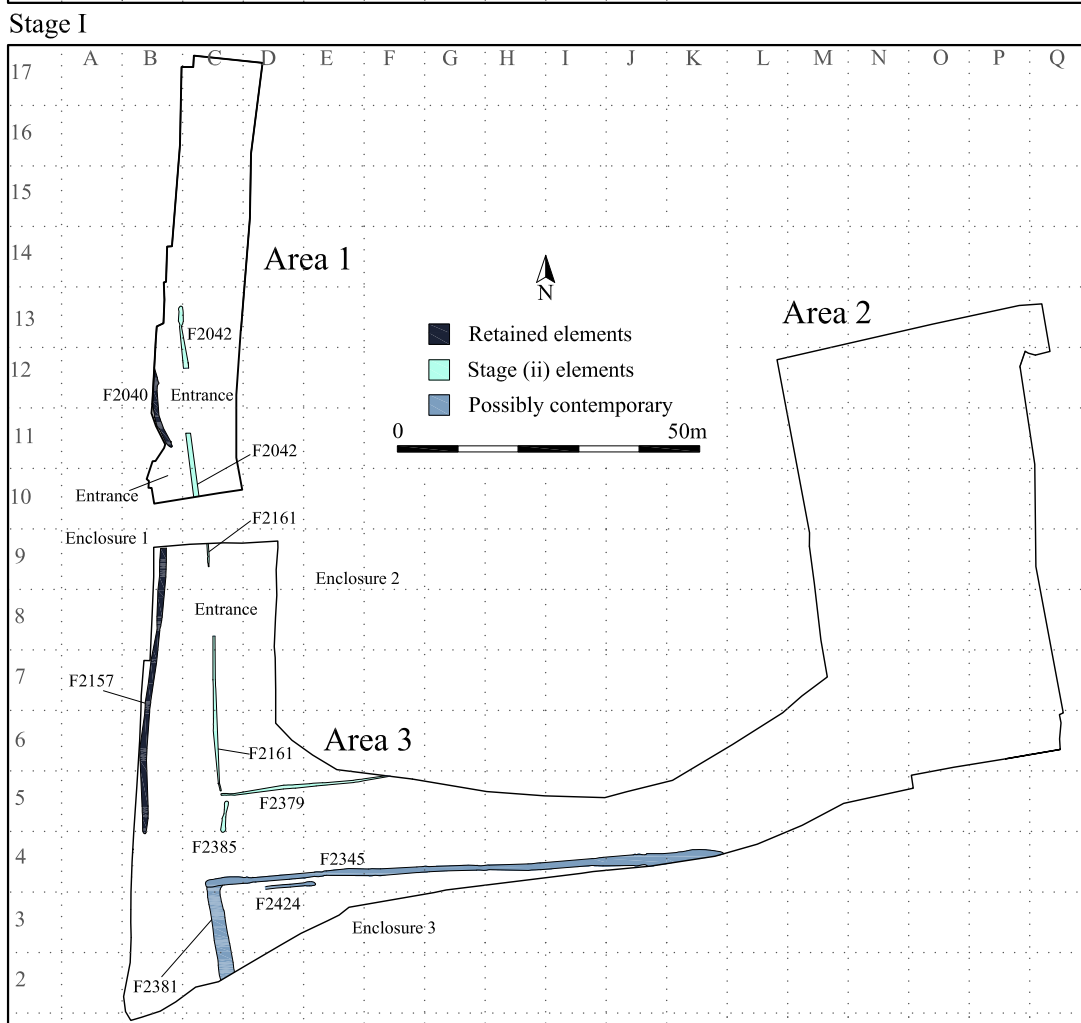 Stage I
A B C D E F G H I J K L M N O P Q
17
16
15
14
Area 1
13
Area 2
F2042
N
Retained elements
12
Stage (ii) elements
F2040
Entrance
Possibly contemporary
11
0 50m
F2042
Entrance
10
F2161
Enclosure 1
9
Enclosure 2
8
Entrance
7
F2157
6
Area 3
F2161
5
F2379
F2385
4
F2345
F2424
3
Enclosure 3
2
F2381